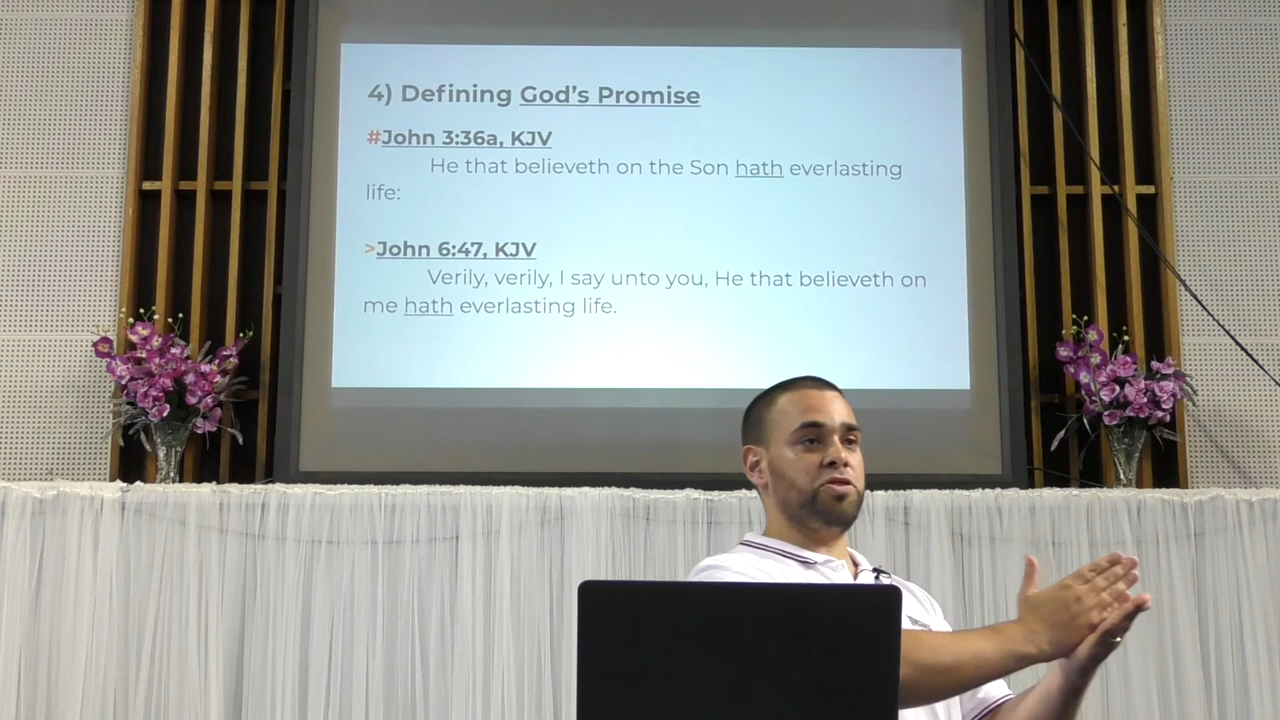 4) Defining God's Promise
#John 3:36a, KJV
He that believeth on the Son hath everlasting
life:
>John 6:47, KJV
Verily, verily, I say unto you, He that believeth on
me hath everlasting life.